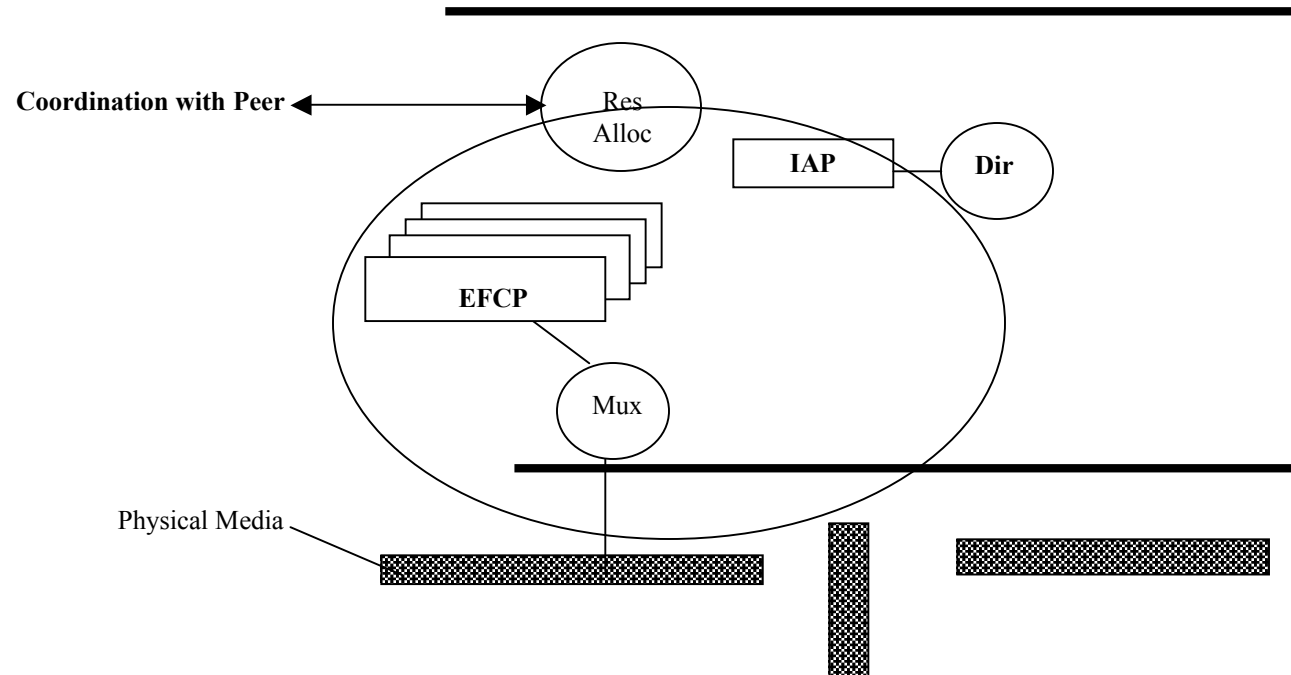 Coordination with Peer
Res
Alloc
IAP
Dir
EFCP
Mux
Physical Media